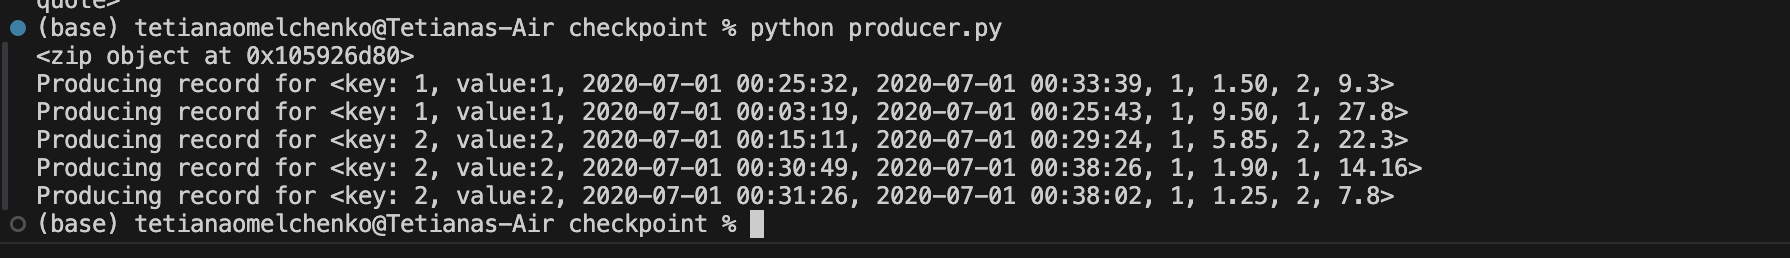 quote>
(base) tetianaomelchenko@Tetianas-Air checkpoint % python producer.py
<zip object at 0x105926d80>
Producing record for <key: 1, value:1, 2020-07-01 00:25:32, 2020-07-01 00:33:39, 1, 1.50, 2, 9.3>
Producing record for <key: 1, value:1, 2020-07-01 00:03:19, 2020-07-01 00:25:43, 1, 9.50, 1, 27.8>
Producing record for <key: 2, value:2, 2020-07-01 00:15:11, 2020-07-01 00:29:24, 1, 5.85, 2, 22.3>
Producing record for <key: 2, value:2, 2020-07-01 00:30:49, 2020-07-01 00:38:26, 1, 1.90, 1, 14.16>
Producing record for <key: 2, value:2, 2020-07-01 00:31:26, 2020-07-01 00:38:02, 1, 1.25, 2, 7.8>
(base) tetianaomelchenko@Tetianas-Air checkpoint %